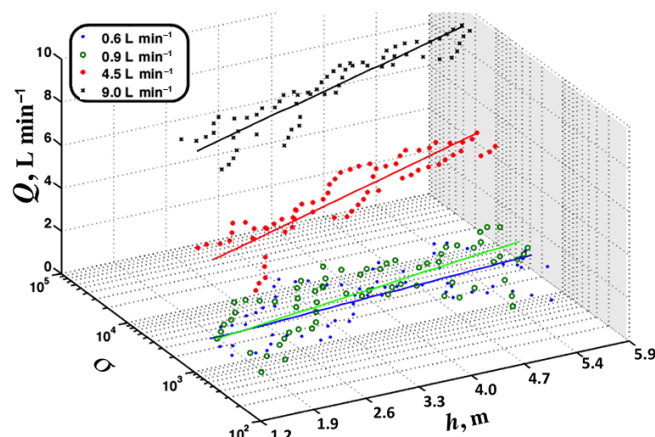 0.6 L min⁻¹
0.9 L min⁻¹
4.5 L min⁻¹
9.0 L min⁻¹
Q, L min⁻¹
10
8
6
4
2
0
10⁵
10⁴
10³
10²
σ
1.2
1.9
2.6
3.3
4.0
4.7
5.4
5.9
h, m